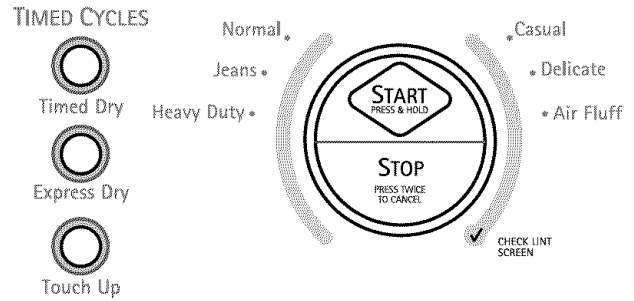 TIMED CYCLES
Timed Dry
Express Dry
Touch Up
Normal
Jeans
Heavy Duty
START
PRESS & HOLD
STOP
PRESS TWICE
TO CANCEL
Casual
Delicate
Air Fluff
CHECK LINT
SCREEN